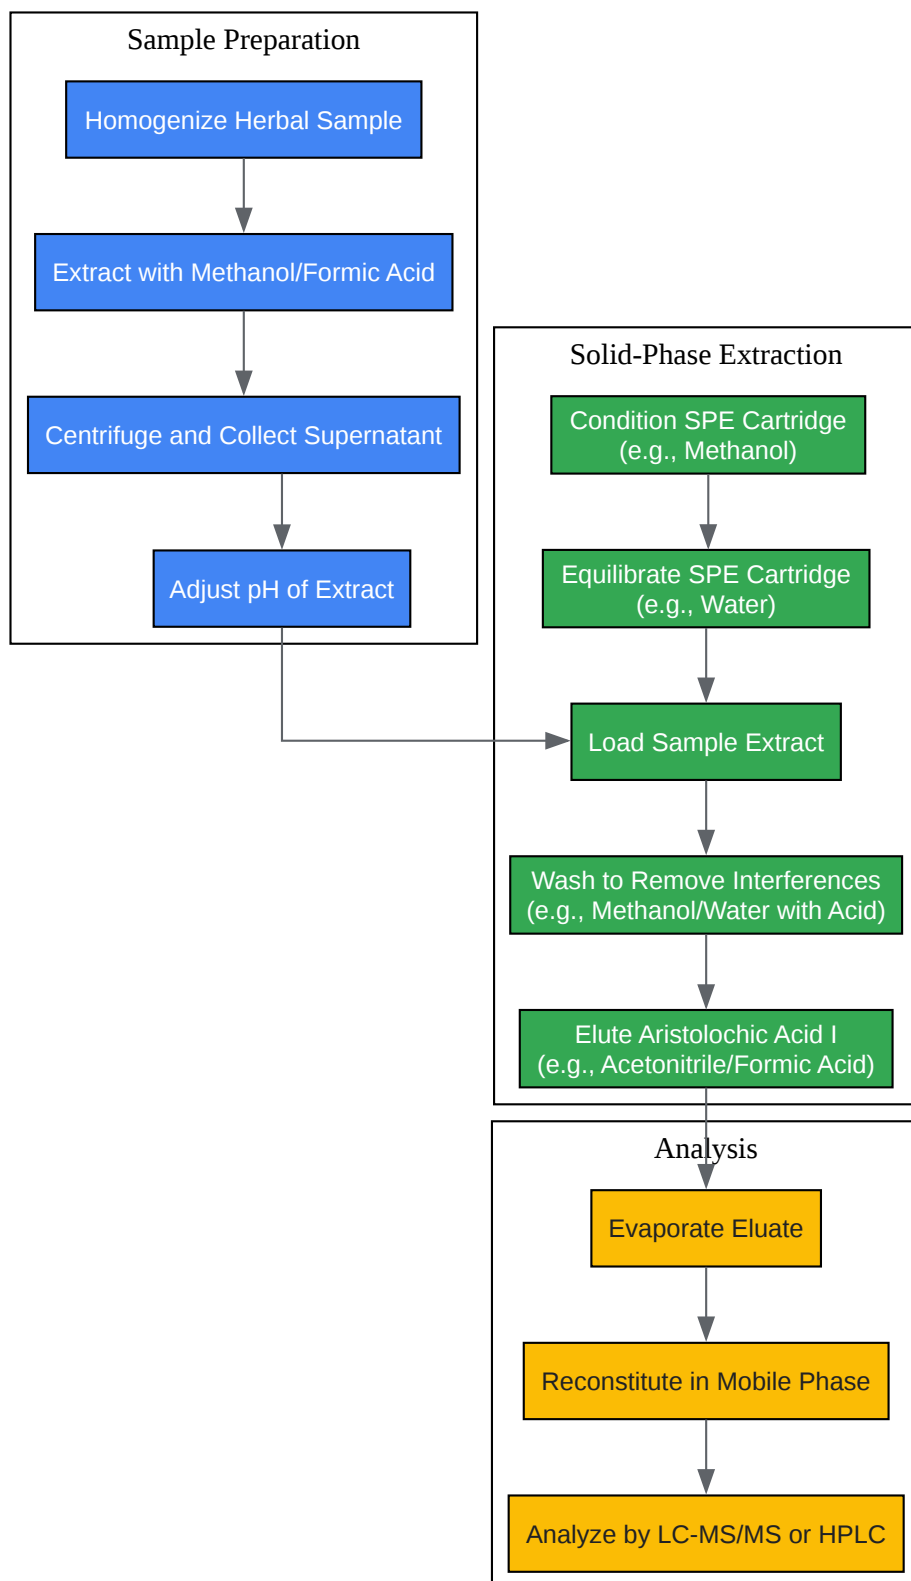 Sample Preparation
Homogenize Herbal Sample
Extract with Methanol/Formic Acid
Centrifuge and Collect Supernatant
Adjust pH of Extract
Solid-Phase Extraction
Condition SPE Cartridge
(e.g., Methanol)
Equilibrate SPE Cartridge
(e.g., Water)
Load Sample Extract
Wash to Remove Interferences
(e.g., Methanol/Water with Acid)
Elute Aristolochic Acid I
(e.g., Acetonitrile/Formic Acid)
Analysis
Evaporate Eluate
Reconstitute in Mobile Phase
Analyze by LC-MS/MS or HPLC